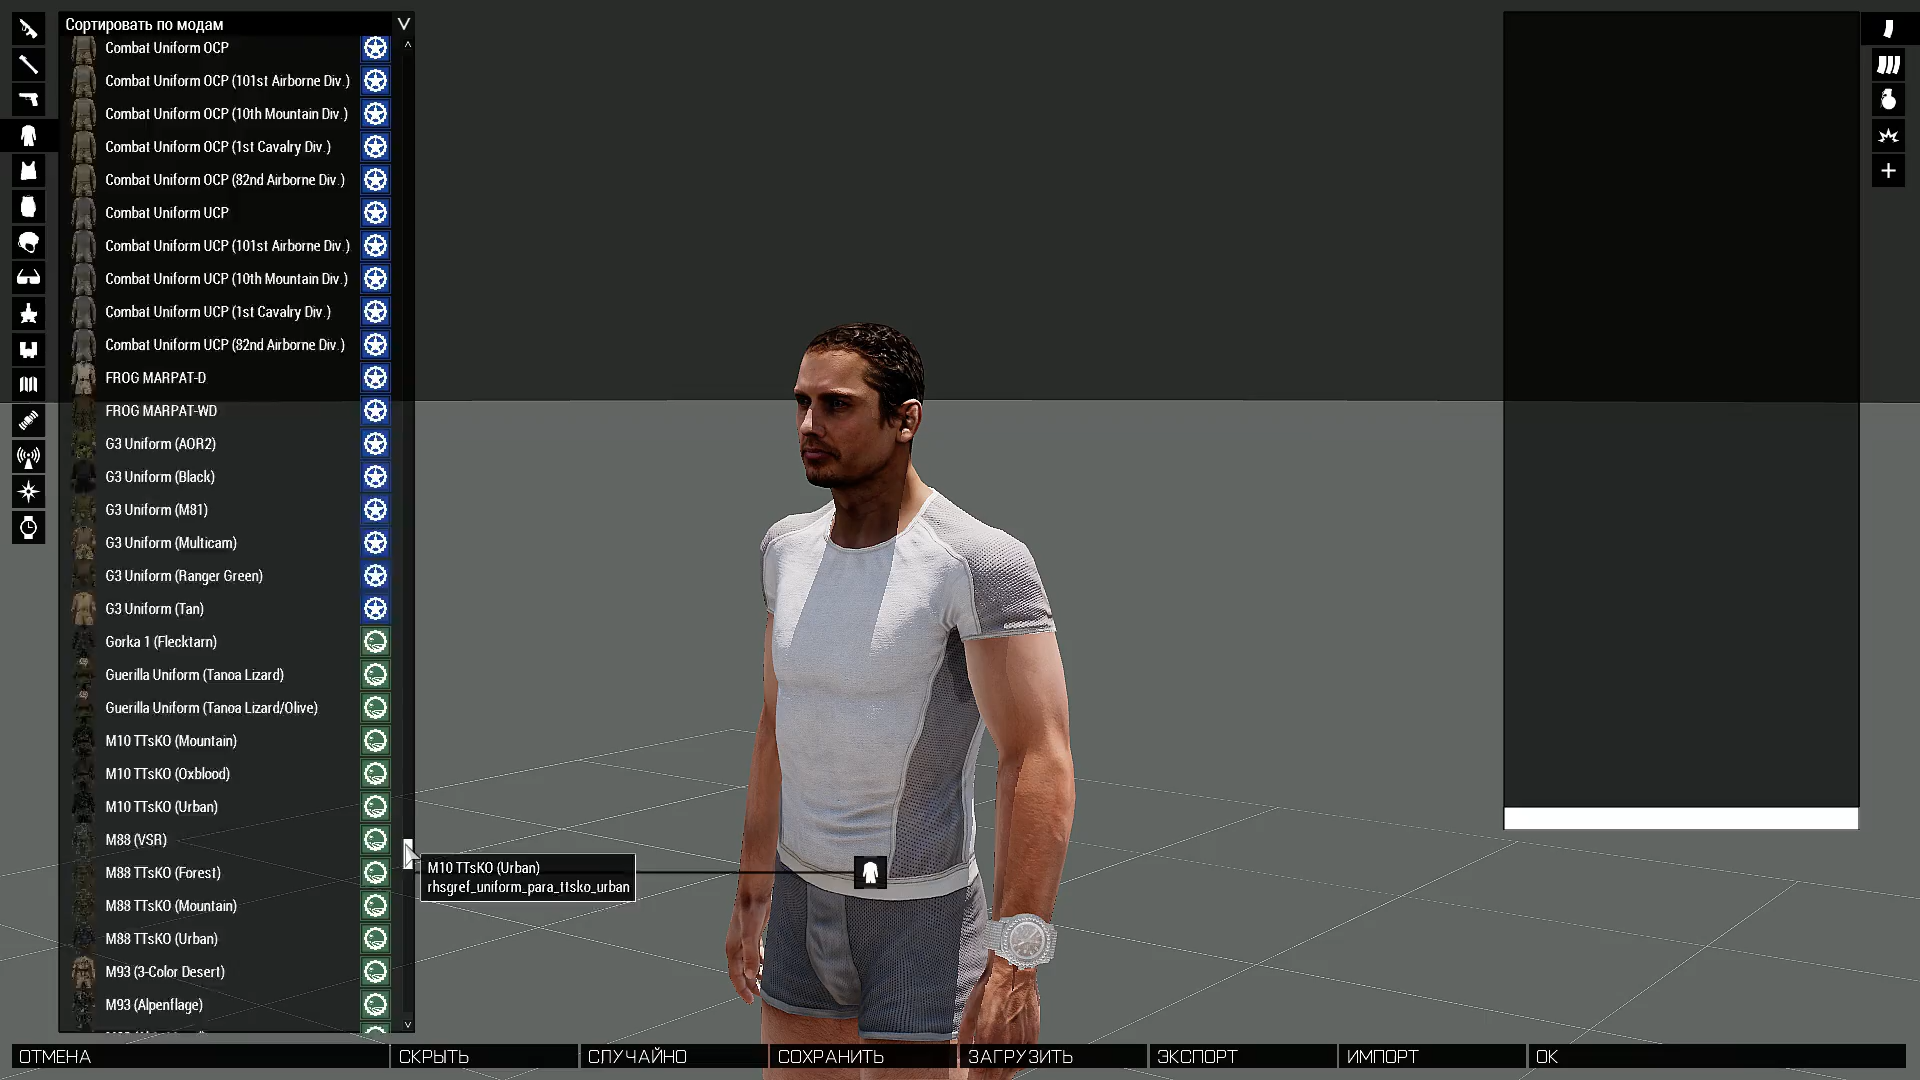 Сортировать по модам
Combat Uniform OCP
Combat Uniform OCP (101st Airborne Div.)
Combat Uniform OCP (10th Mountain Div.)
Combat Uniform OCP (1st Cavalry Div.)
Combat Uniform OCP (82nd Airborne Div.)
Combat Uniform UCP
Combat Uniform UCP (101st Airborne Div.)
Combat Uniform UCP (10th Mountain Div.)
Combat Uniform UCP (1st Cavalry Div.)
Combat Uniform UCP (82nd Airborne Div.)
FROG MARPAT-D
FROG MARPAT-WD
G3 Uniform (AOR2)
G3 Uniform (Black)
G3 Uniform (M81)
G3 Uniform (Multicam)
G3 Uniform (Ranger Green)
G3 Uniform (Tan)
Gorka 1 (Flecktarn)
Guerilla Uniform (Tanoa Lizard)
Guerilla Uniform (Tanoa Lizard/Olive)
M10 TTsKO (Mountain)
M10 TTsKO (Oxblood)
M10 TTsKO (Urban)
M88 (VSR)
M88 TTsKO (Forest)
M88 TTsKO (Mountain)
M88 TTsKO (Urban)
M93 (3-Color Desert)
M93 (Alpenflage)
M10 TTsKO (Urban)
rhsgref_uniform_para_ttsko_urban
ОТМЕНА
СКРЫТЬ
СЛУЧАЙНО
СОХРАНИТЬ
ЗАГРУЗИТЬ
ЭКСПОРТ
ИМПОРТ
ОК